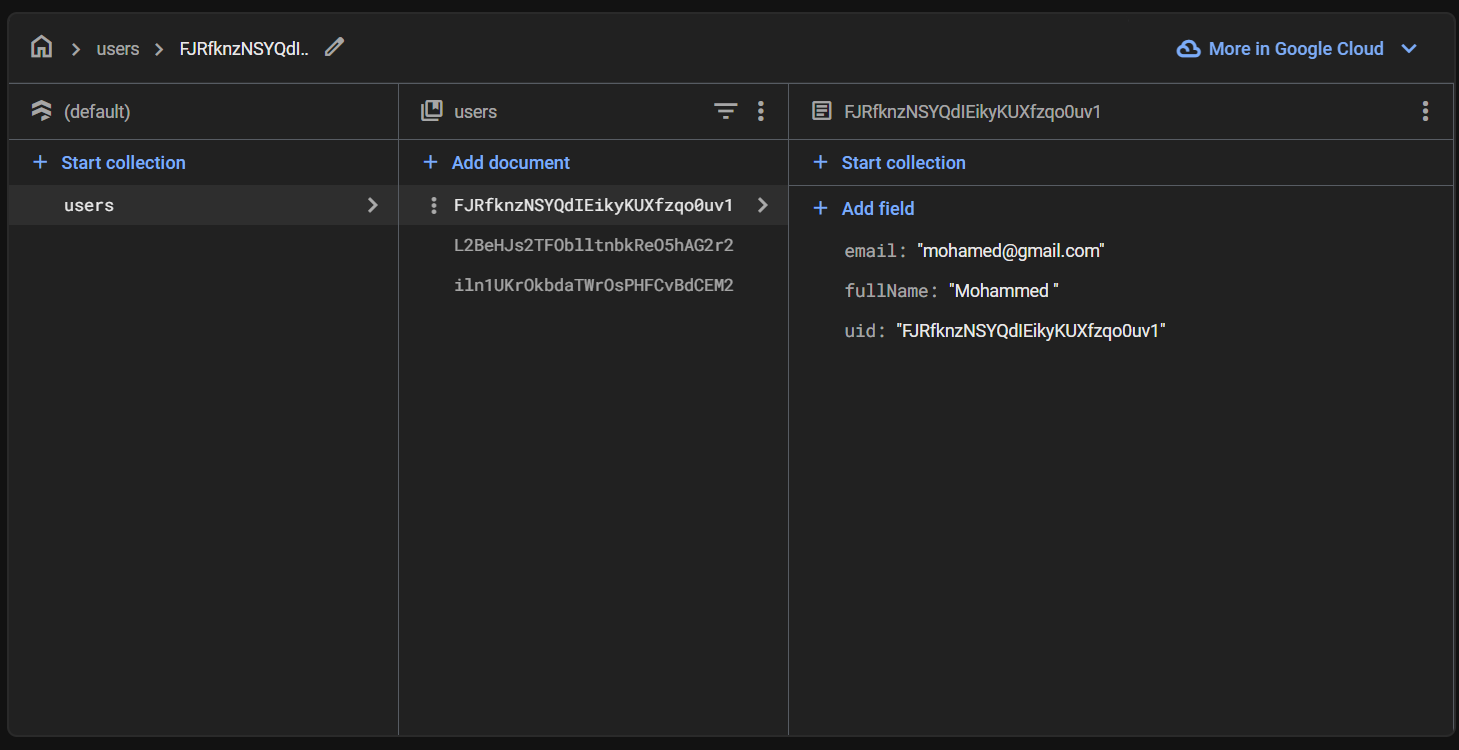 users
FJRfknzNSYQdI..
More in Google Cloud
(default)
users
FJRfknzNSYQdIEikyKUXfzqo0uv1
Start collection
Add document
Start collection
users
FJRfknzNSYQdIEikyKUXfzqo0uv1
Add field
L2BeHJs2TFOblltnbkReO5hAG2r2
email: "mohamed@gmail.com"
iln1UKrOkbdaTWrOsPHFCvBdCEM2
fullName: "Mohammed "
uid: "FJRfknzNSYQdIEikyKUXfzqo0uv1"